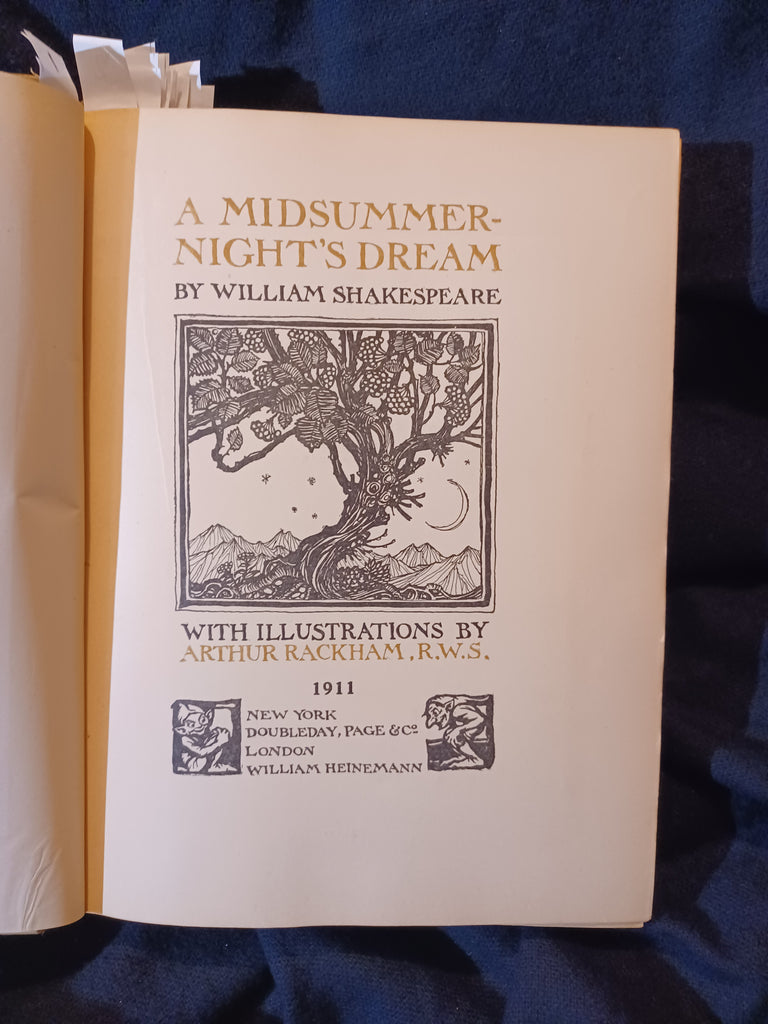 A MIDSUMMER-
NIGHT'S DREAM
BY WILLIAM SHAKESPEARE
WITH ILLUSTRATIONS BY
ARTHUR RACKHAM, R.W.S.
1911
NEW YORK
DOUBLEDAY, PAGE & Co
LONDON
WILLIAM HEINEMANN